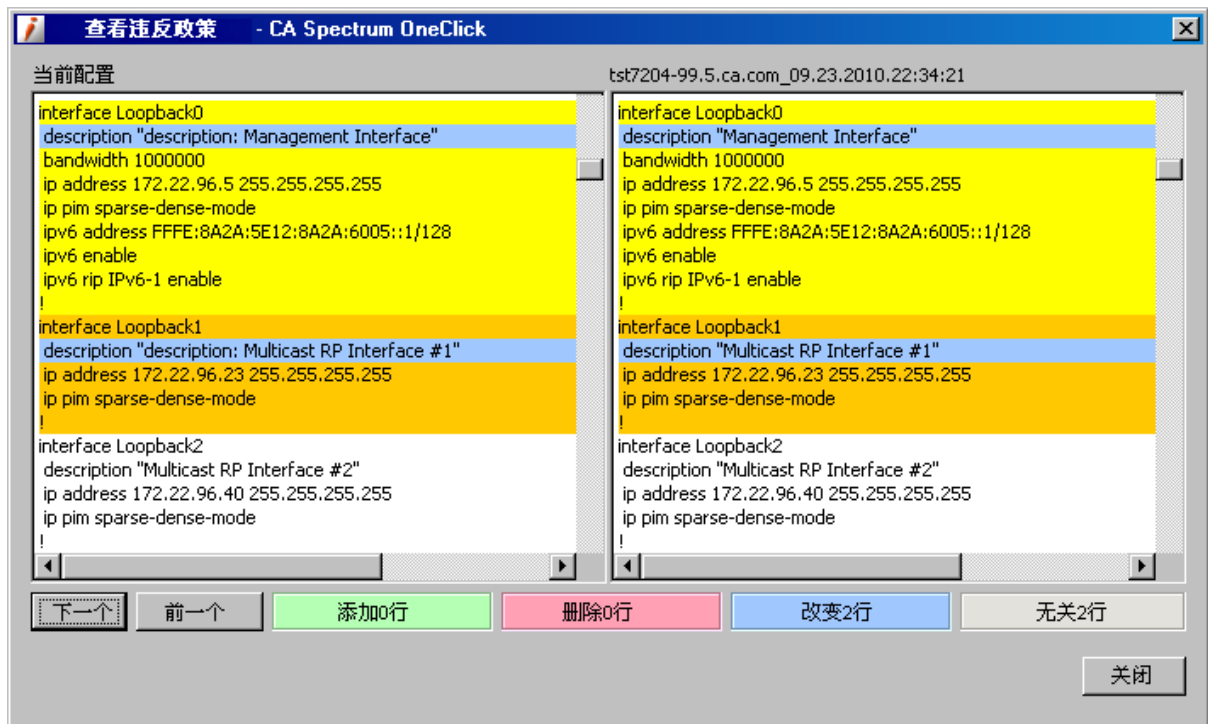 查看违反政策 - CA Spectrum OneClick
当前配置
interface Loopback0
description "description: Management Interface"
bandwidth 1000000
ip address 172.22.96.5 255.255.255.255
ip pim sparse-dense-mode
ipv6 address FFFE:8A2A:5E12:8A2A:6005::1/128
ipv6 enable
ipv6 rip IPv6-1 enable
!
interface Loopback1
description "description: Multicast RP Interface #1"
ip address 172.22.96.23 255.255.255.255
ip pim sparse-dense-mode
!
interface Loopback2
description "Multicast RP Interface #2"
ip address 172.22.96.40 255.255.255.255
ip pim sparse-dense-mode
!
tst7204-99.5.ca.com_09.23.2010.22:34:21
interface Loopback0
description "Management Interface"
bandwidth 1000000
ip address 172.22.96.5 255.255.255.255
ip pim sparse-dense-mode
ipv6 address FFFE:8A2A:5E12:8A2A:6005::1/128
ipv6 enable
ipv6 rip IPv6-1 enable
!
interface Loopback1
description "Multicast RP Interface #1"
ip address 172.22.96.23 255.255.255.255
ip pim sparse-dense-mode
!
interface Loopback2
description "Multicast RP Interface #2"
ip address 172.22.96.40 255.255.255.255
ip pim sparse-dense-mode
!
下一个 前一个 添加0行 册除0行 改变2行 无关2行
关闭